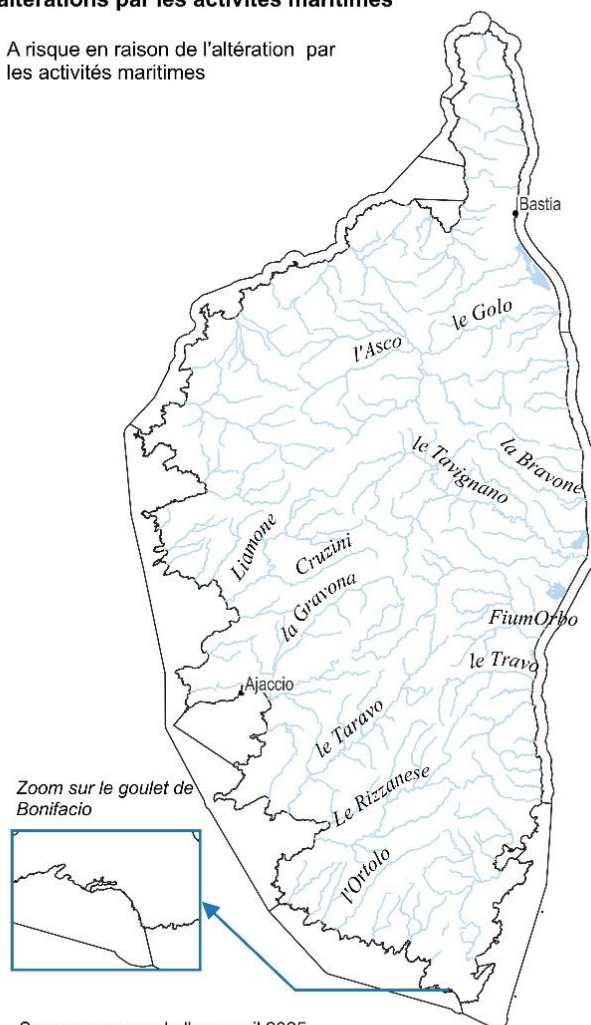 altérations par les activités maritimes
A risque en raison de l'altération par
les activités maritimes
Bastia
le Golo
l'Asco
la Bravone
le Tavignano
Liamone
Cruzini
la Gravona
FiumOrbo
le Travo
Ajaccio
le Taravo
Zoom sur le goulet de
Bonifacio
Le Rizzanese
l'Ortolo